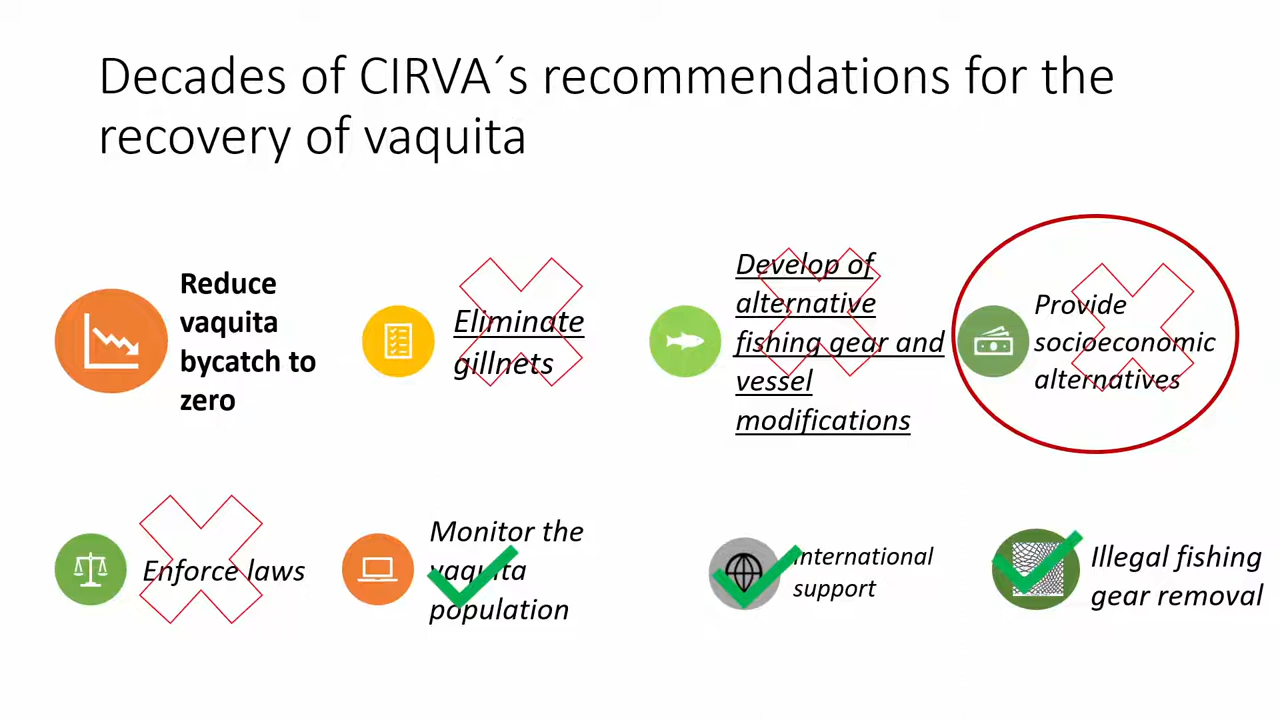 Decades of CIRVA´s recommendations for the
recovery of vaquita
Reduce
vaquita
bycatch to
zero
Eliminate
gillnets
Develop of
alternative
fishing gear and
vessel
modifications
Provide
socioeconomic
alternatives
Enforce laws
Monitor the
vaquita
population
International
support
Illegal fishing
gear removal